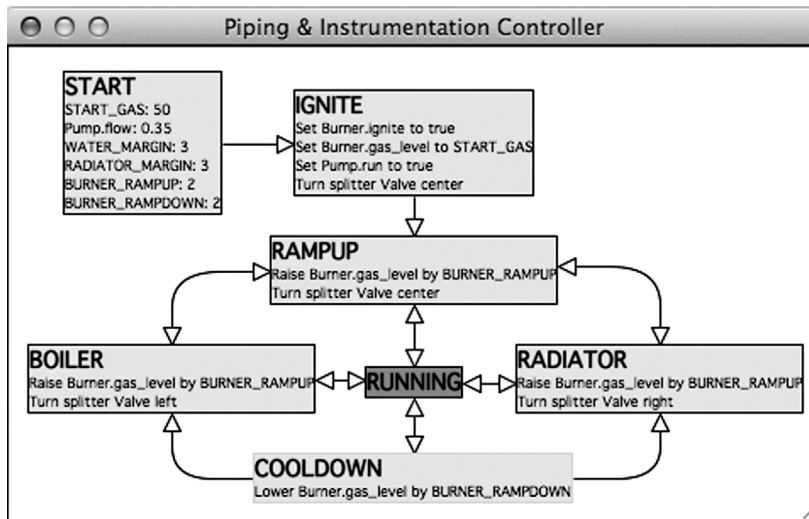 Piping & Instrumentation Controller
START
START_GAS: 50
Pump.flow: 0.35
WATER_MARGIN: 3
RADIATOR_MARGIN: 3
BURNER_RAMPUP: 2
BURNER_RAMPDOWN: 2
IGNITE
Set Burner.ignite to true
Set Burner.gas_level to START_GAS
Set Pump.run to true
Turn splitter Valve center
RAMPUP
Raise Burner.gas_level by BURNER_RAMPUP
Turn splitter Valve center
BOILER
Raise Burner.gas_level by BURNER_RAMPUP
Turn splitter Valve left
RUNNING
RADIATOR
Raise Burner.gas_level by BURNER_RAMPUP
Turn splitter Valve right
COOLDOWN
Lower Burner.gas_level by BURNER_RAMPDOWN